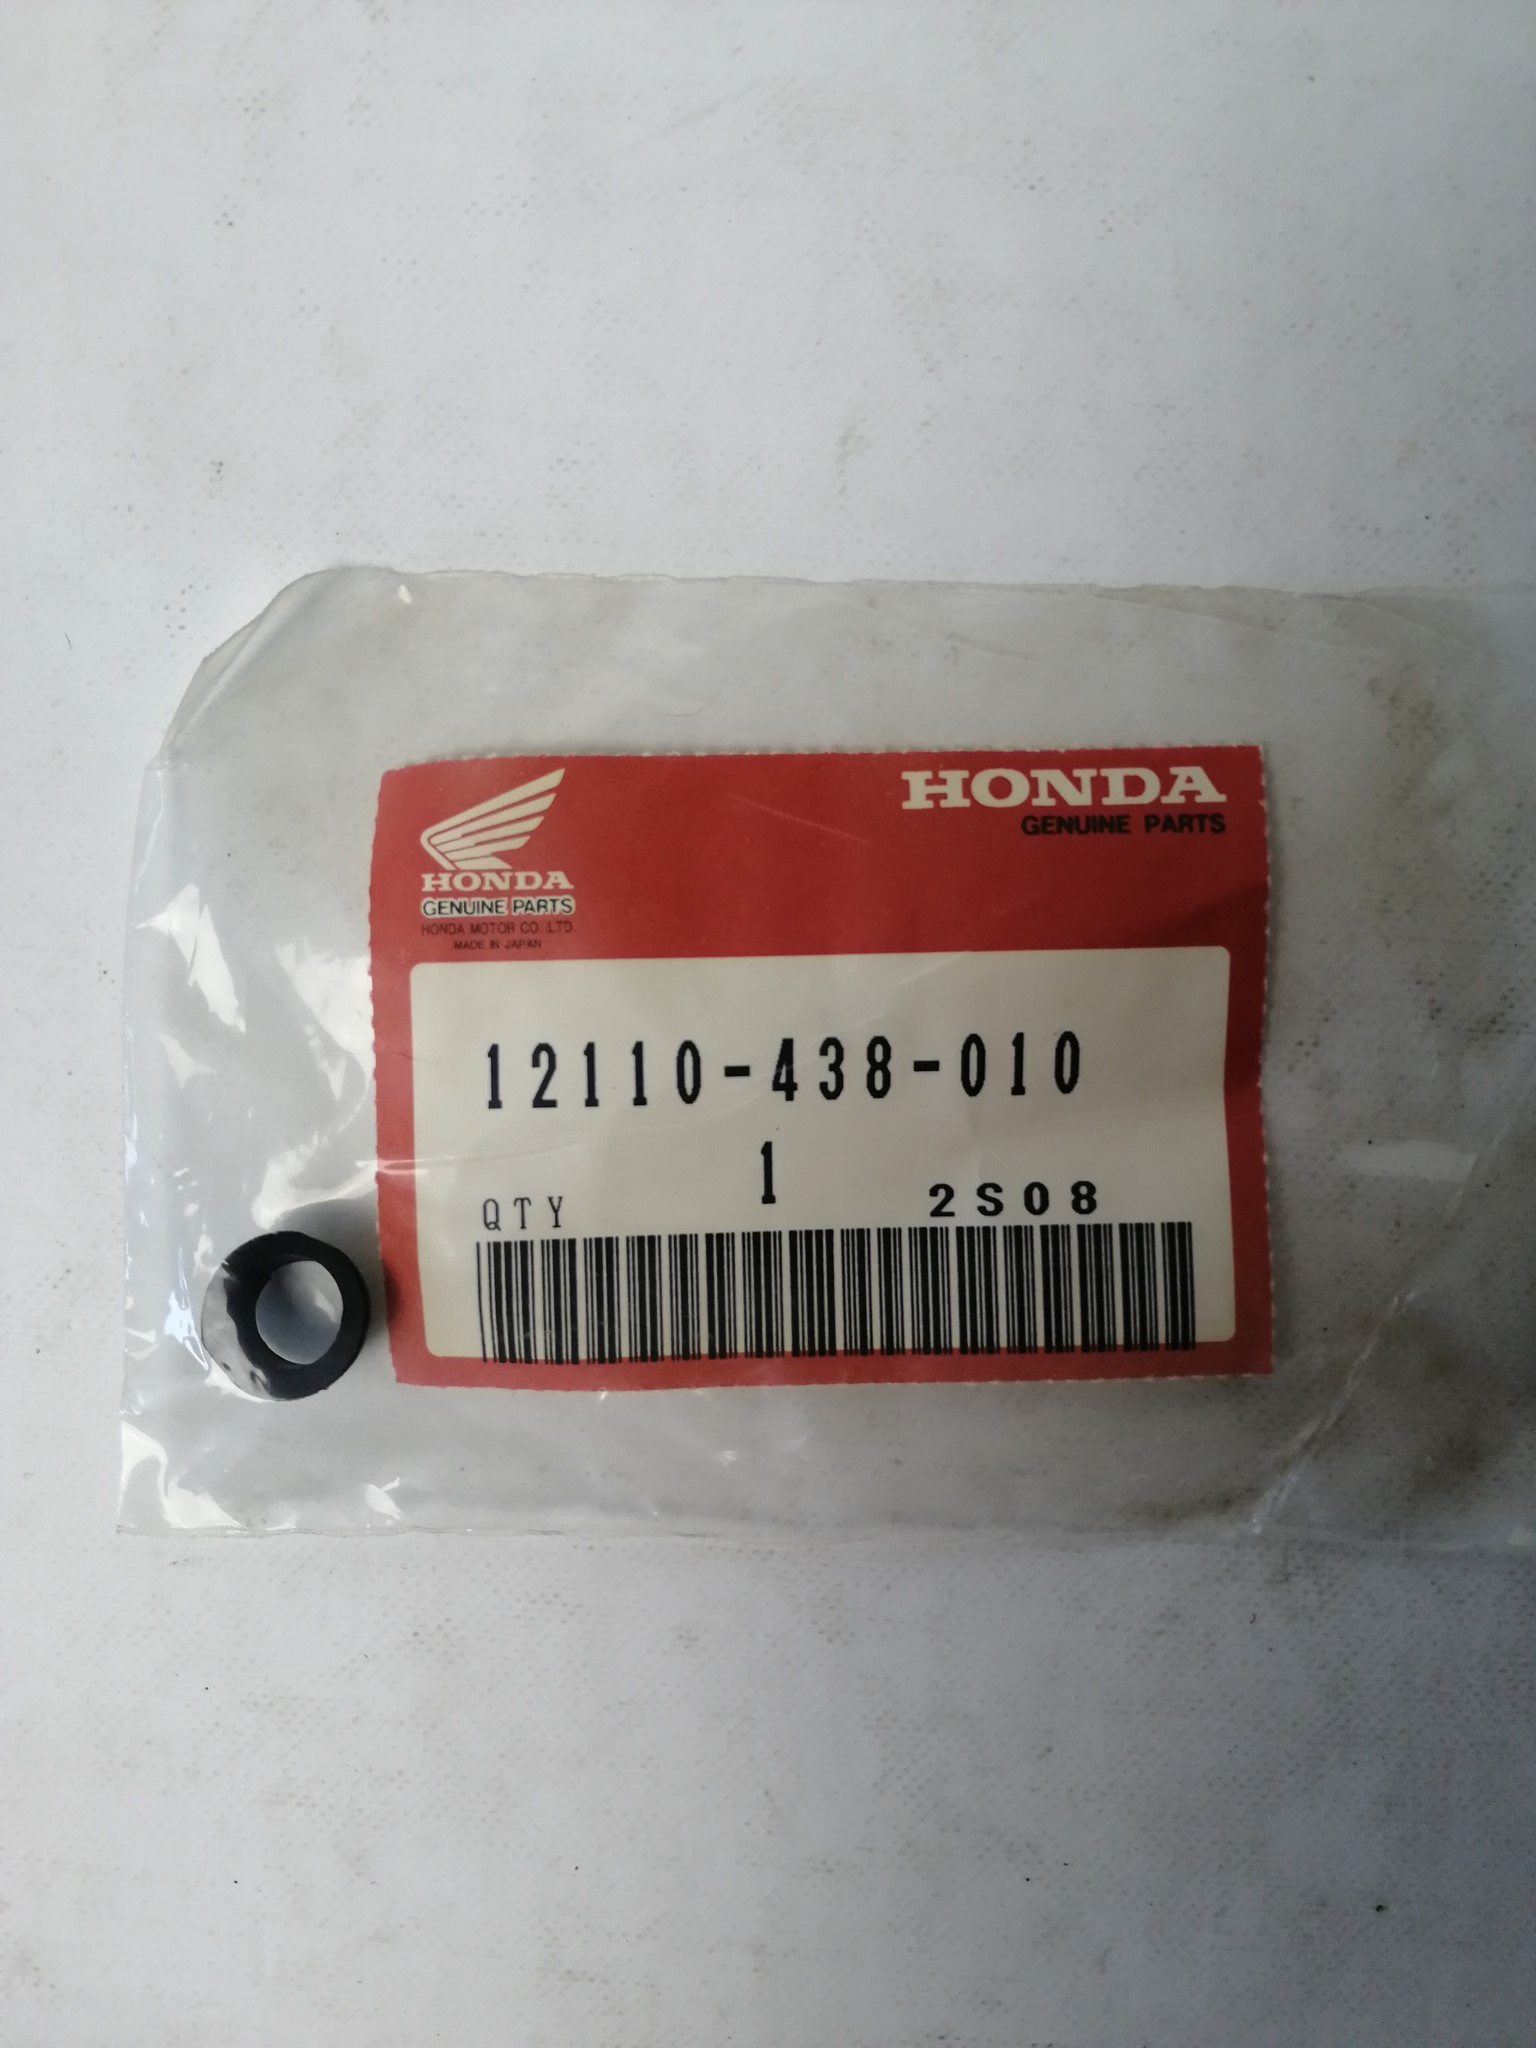 HONDA
GENUINE PARTS
HONDA
GENUINE PARTS
HONDA MOTOR CO., LTD.
MADE IN JAPAN
12110-438-010
QTY 1 2S08